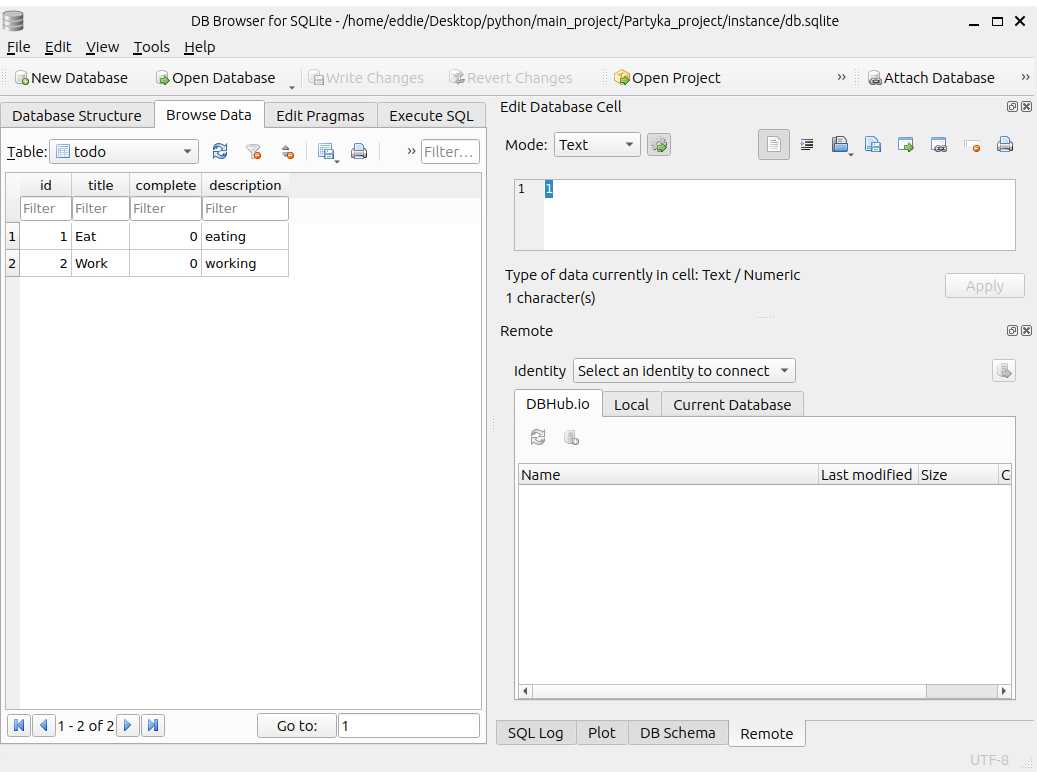 DB Browser for SQLite - /home/eddie/Desktop/python/main_project/Partyka_project/instance/db.sqlite
File Edit View Tools Help
New Database Open Database Write Changes Revert Changes Open Project » Attach Database »
Database Structure Browse Data Edit Pragmas Execute SQL
Table: todo » Filter...
id title complete description
Filter Filter Filter Filter
1 1 Eat 0 eating
2 2 Work 0 working
1 - 2 of 2 Go to: 1
Edit Database Cell
Mode: Text
1 1
Type of data currently in cell: Text / Numeric
1 character(s)
Apply
Remote
Identity Select an identity to connect
DBHub.io Local Current Database
Name Last modified Size C
SQL Log Plot DB Schema Remote
UTF-8